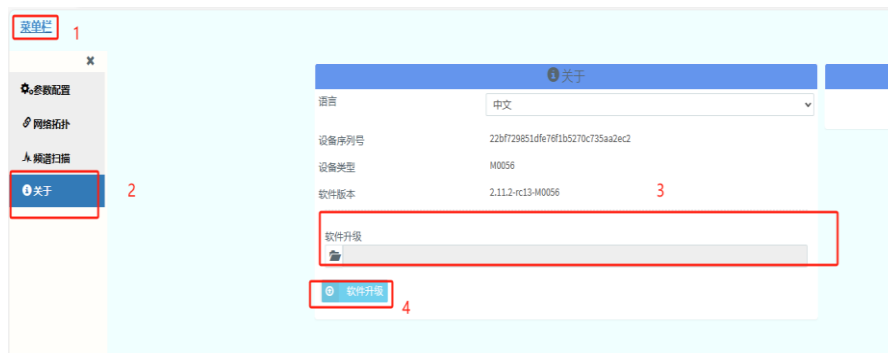 菜单栏
1
✖
参数配置
网络拓扑
频谱扫描
关于
2
关于
语言
中文
设备序列号
22bf729851dfe76f1b5270c735aa2ec2
设备类型
M0056
软件版本
2.11.2-rc13-M0056
3
软件升级
软件升级
4